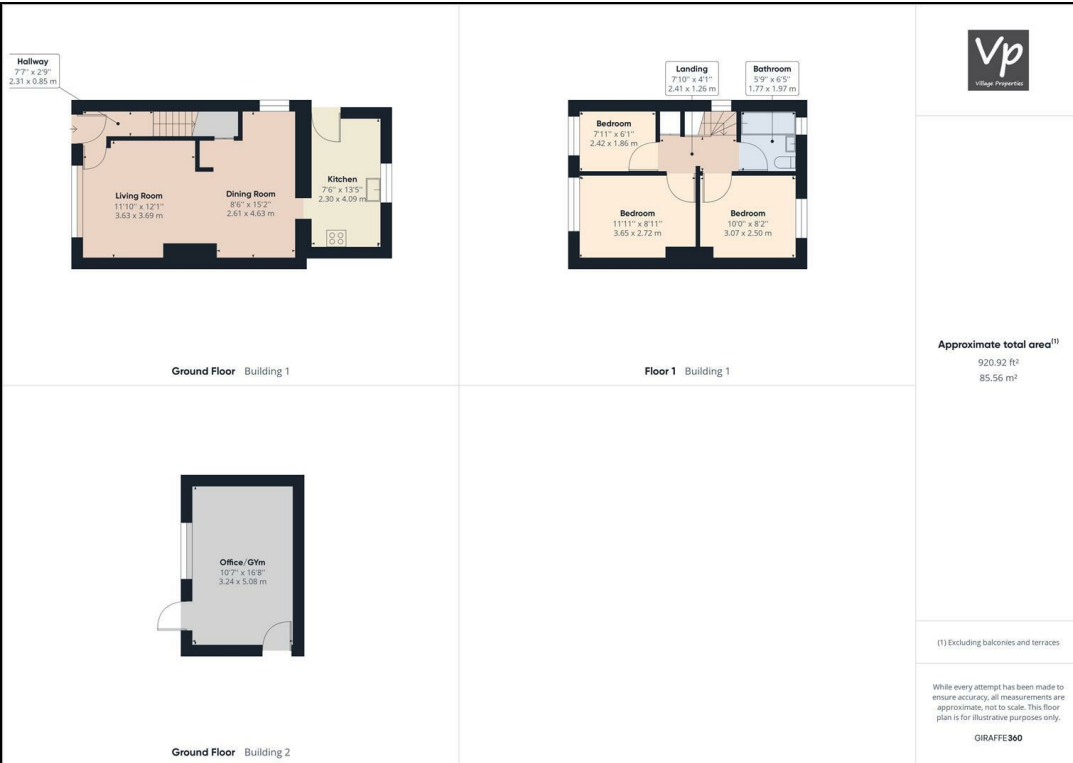 Hallway
7'7" x 2'9"
2.31 x 0.85 m
Living Room
11'10" x 12'1"
3.63 x 3.69 m
Dining Room
8'6" x 15'2"
2.61 x 4.63 m
Kitchen
7'6" x 13'5"
2.30 x 4.09 m
Ground Floor Building 1
Landing
7'10" x 4'1"
2.41 x 1.26 m
Bathroom
5'9" x 6'5"
1.77 x 1.97 m
Bedroom
7'11" x 6'1"
2.42 x 1.86 m
Bedroom
11'11" x 8'11"
3.65 x 2.72 m
Bedroom
10'0" x 8'2"
3.07 x 2.50 m
Floor 1 Building 1
Office/GYm
10'7" x 16'8"
3.24 x 5.08 m
Ground Floor Building 2
Vp
Village Properties
Approximate total area(1)
920.92 ft²
85.56 m²
(1) Excluding balconies and terraces
While every attempt has been made to
ensure accuracy, all measurements are
approximate, not to scale. This floor
plan is for illustrative purposes only.
GIRAFFE360